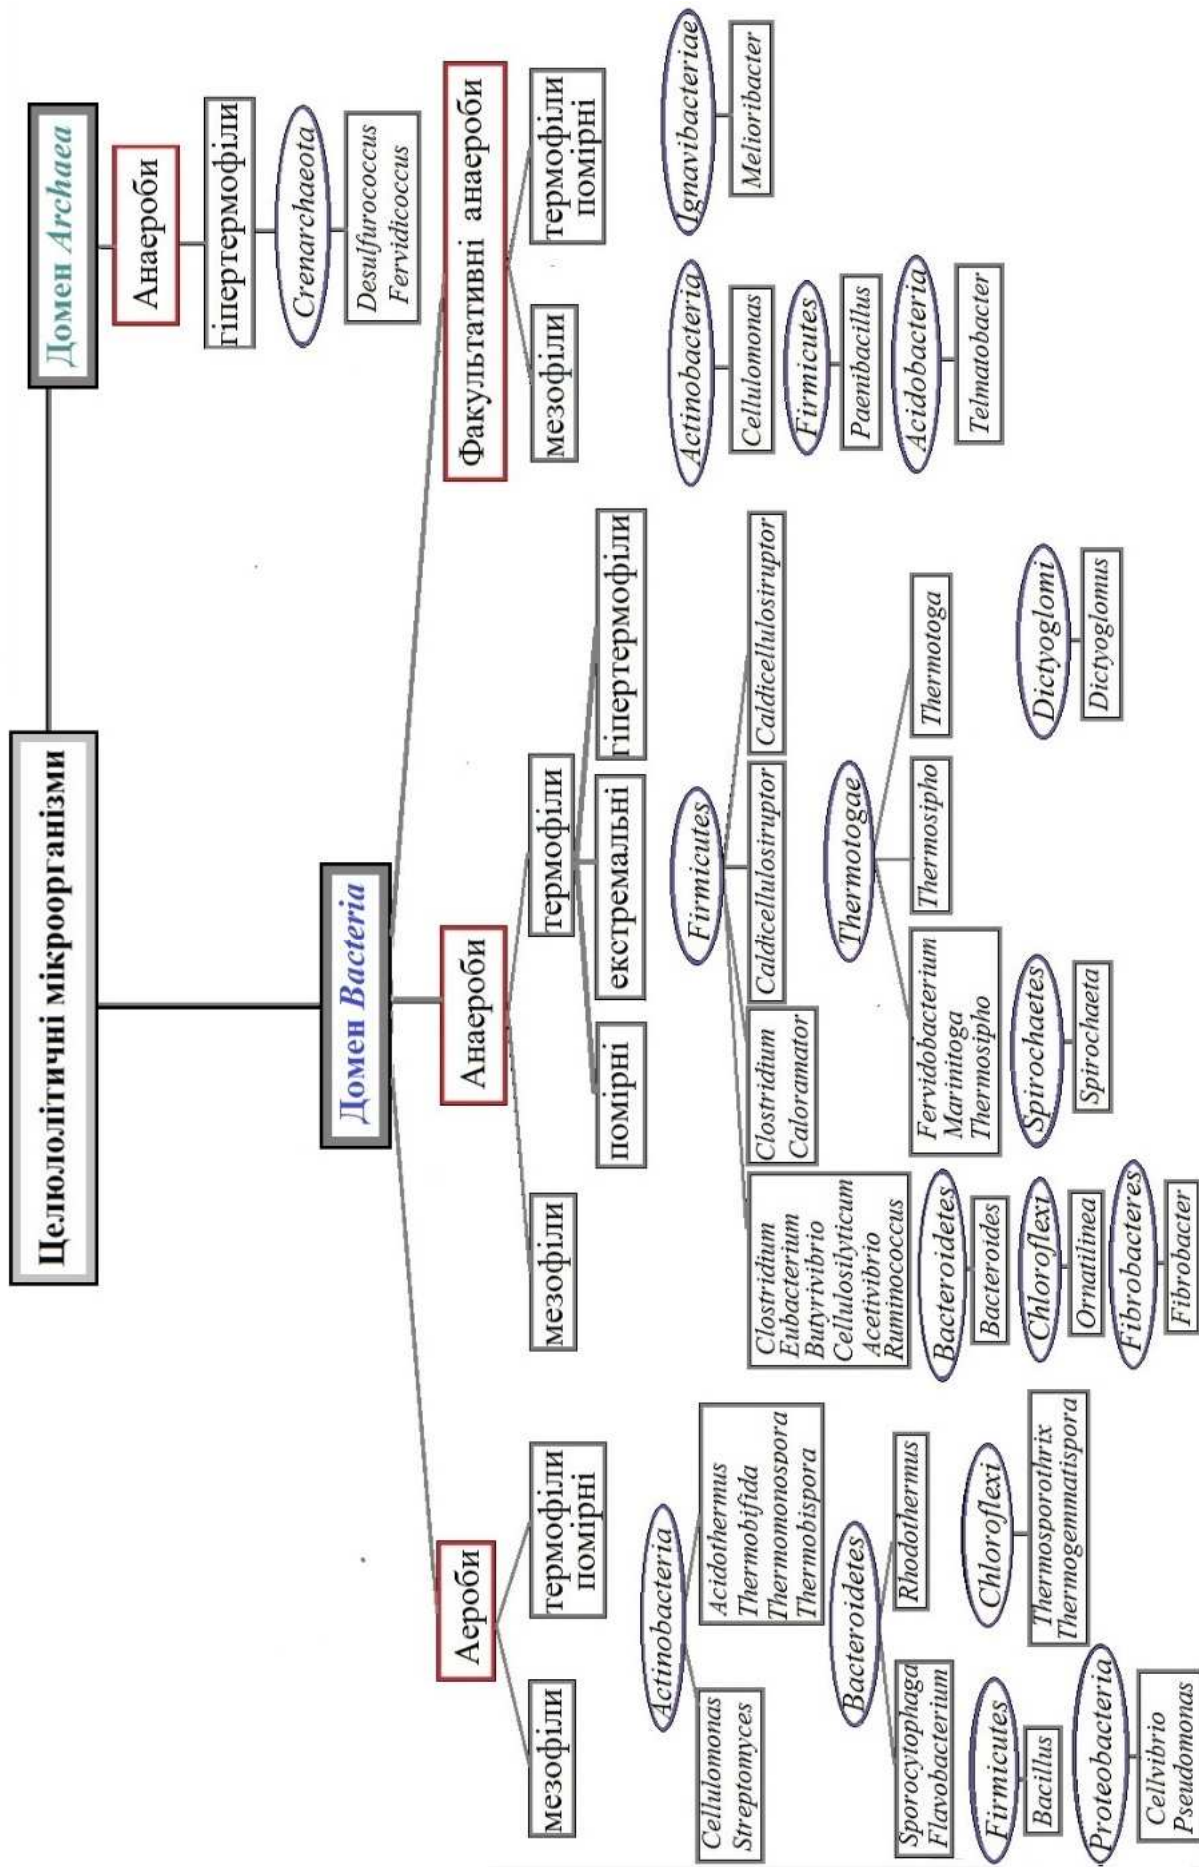 Целюлолітичні мікроорганізми
Домен Archaea
Анаероби
гіпертермофіли
Crenarchaeota
Desulfurococcus
Fervidicoccus
Домен Bacteria
Аероби
мезофіли
термофіли
помірні
Actinobacteria
Cellulomonas
Streptomyces
Acidothermus
Thermobifida
Thermomonospora
Thermobispora
Bacteroidetes
Sporocytophaga
Flavobacterium
Rhodothermus
Firmicutes
Bacillus
Chloroflexi
Thermosporothrix
Thermogemmatispora
Proteobacteria
Cellvibrio
Pseudomonas
Анаероби
мезофіли
термофіли
помірні
екстремальні
гіпертермофіли
Firmicutes
Clostridium
Eubacterium
Butyrivibrio
Cellulosilyticum
Acetivibrio
Ruminococcus
Clostridium
Caloramator
Caldicellulosiruptor
Caldicellulosiruptor
Thermotogae
Fervidobacterium
Marinitoga
Thermosipho
Thermosipho
Thermotoga
Bacteroidetes
Bacteroides
Chloroflexi
Ornatilinea
Fibrobacteres
Fibrobacter
Spirochaetes
Spirochaeta
Dictyoglomi
Dictyoglomus
Факультативні анаероби
мезофіли
термофіли
помірні
Actinobacteria
Cellulomonas
Firmicutes
Paenibacillus
Acidobacteria
Telmatobacter
Ignavibacteriae
Melioribacter